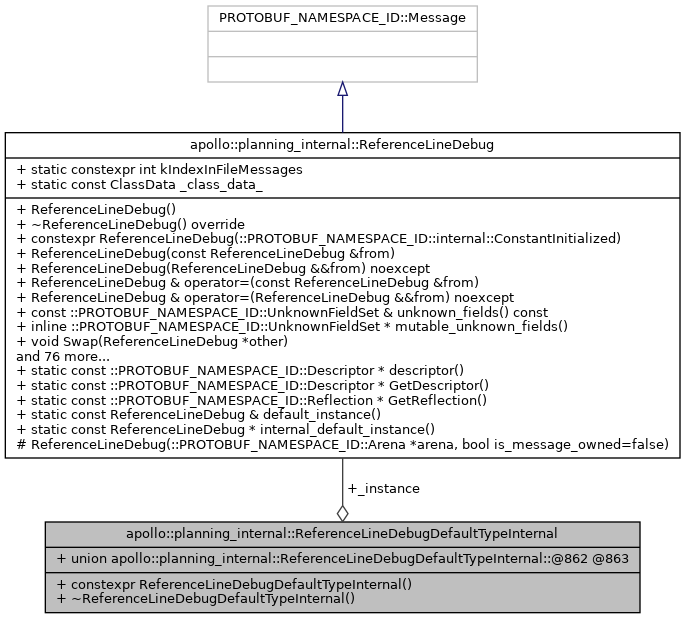 PROTOBUF_NAMESPACE_ID::Message
apollo::planning_internal::ReferenceLineDebug
+ static constexpr int kIndexInFileMessages
+ static const ClassData _class_data_
+ ReferenceLineDebug()
+ ~ReferenceLineDebug() override
+ constexpr ReferenceLineDebug(::PROTOBUF_NAMESPACE_ID::internal::ConstantInitialized)
+ ReferenceLineDebug(const ReferenceLineDebug &from)
+ ReferenceLineDebug(ReferenceLineDebug &&from) noexcept
+ ReferenceLineDebug & operator=(const ReferenceLineDebug &from)
+ ReferenceLineDebug & operator=(ReferenceLineDebug &&from) noexcept
+ const ::PROTOBUF_NAMESPACE_ID::UnknownFieldSet & unknown_fields() const
+ inline ::PROTOBUF_NAMESPACE_ID::UnknownFieldSet * mutable_unknown_fields()
+ void Swap(ReferenceLineDebug *other)
and 76 more...
+ static const ::PROTOBUF_NAMESPACE_ID::Descriptor * descriptor()
+ static const ::PROTOBUF_NAMESPACE_ID::Descriptor * GetDescriptor()
+ static const ::PROTOBUF_NAMESPACE_ID::Reflection * GetReflection()
+ static const ReferenceLineDebug & default_instance()
+ static const ReferenceLineDebug * internal_default_instance()
# ReferenceLineDebug(::PROTOBUF_NAMESPACE_ID::Arena *arena, bool is_message_owned=false)
+_instance
apollo::planning_internal::ReferenceLineDebugDefaultTypeInternal
+ union apollo::planning_internal::ReferenceLineDebugDefaultTypeInternal::@862 @863
+ constexpr ReferenceLineDebugDefaultTypeInternal()
+ ~ReferenceLineDebugDefaultTypeInternal()